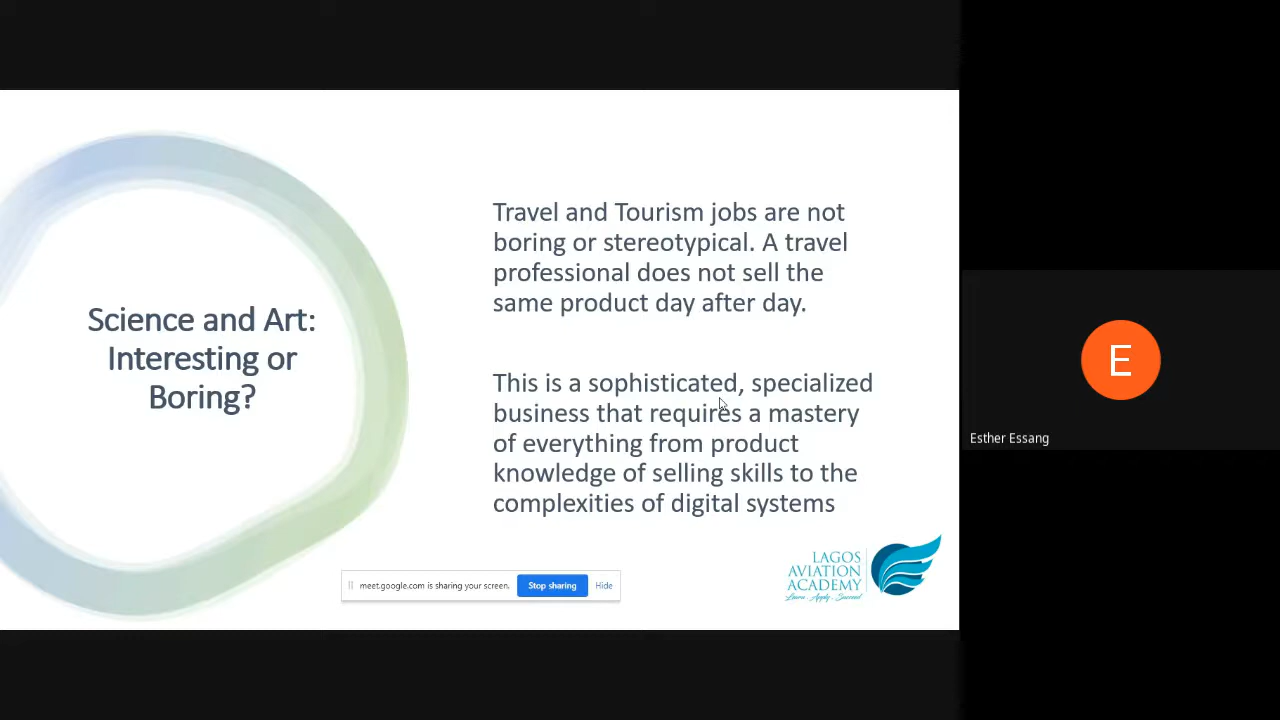 Science and Art:
Interesting or
Boring?
Travel and Tourism jobs are not
boring or stereotypical. A travel
professional does not sell the
same product day after day.
This is a sophisticated, specialized
business that requires a mastery
of everything from product
knowledge of selling skills to the
complexities of digital systems
meet.google.com is sharing your screen.
Stop sharing
Hide
LAGOS
AVIATION
ACADEMY
Learn . Apply . Succeed
E
Esther Essang